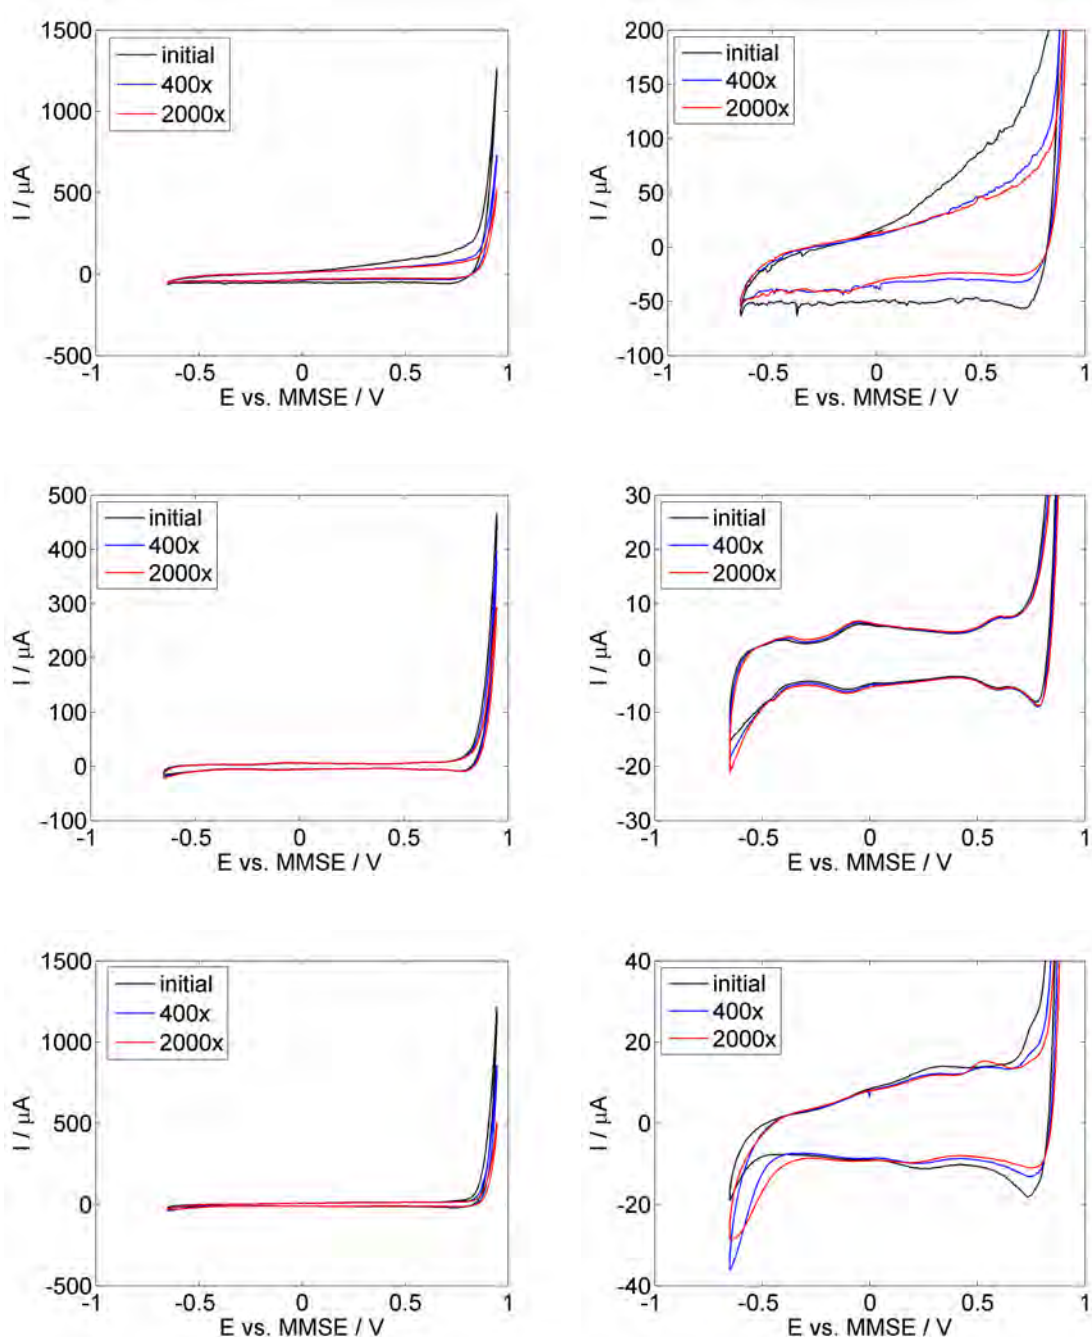 1500
initial
400x
2000x
1000
500
0
-500
I / μA
-1 -0.5 0 0.5 1
E vs. MMSE / V
200
initial
400x
2000x
150
100
50
0
-50
-100
I / μA
-1 -0.5 0 0.5 1
E vs. MMSE / V
500
initial
400x
2000x
400
300
200
100
0
-100
I / μA
-1 -0.5 0 0.5 1
E vs. MMSE / V
30
initial
400x
2000x
20
10
0
-10
-20
-30
I / μA
-1 -0.5 0 0.5 1
E vs. MMSE / V
1500
initial
400x
2000x
1000
500
0
-500
I / μA
-1 -0.5 0 0.5 1
E vs. MMSE / V
40
initial
400x
2000x
20
0
-20
-40
I / μA
-1 -0.5 0 0.5 1
E vs. MMSE / V